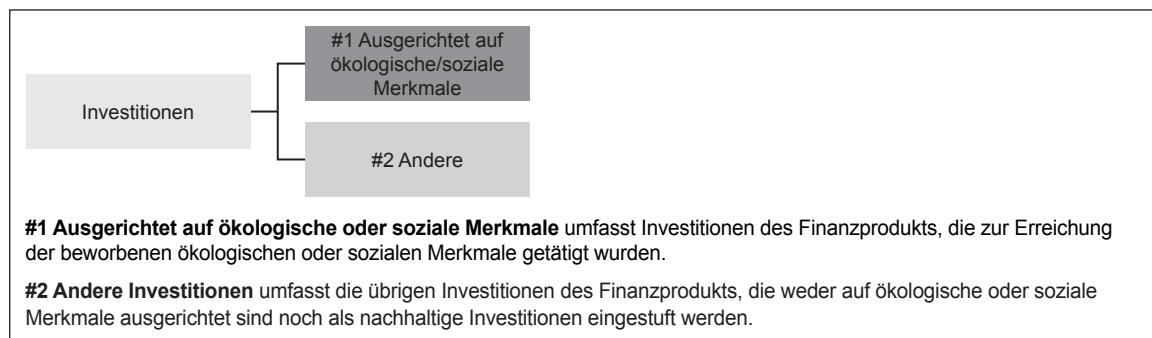 #1 Ausgerichtet auf
ökologische/soziale
Merkmale
Investitionen
#2 Andere
#1 Ausgerichtet auf ökologische oder soziale Merkmale umfasst Investitionen des Finanzprodukts, die zur Erreichung
der beworbenen ökologischen oder sozialen Merkmale getätigt wurden.
#2 Andere Investitionen umfasst die übrigen Investitionen des Finanzprodukts, die weder auf ökologische oder soziale
Merkmale ausgerichtet sind noch als nachhaltige Investitionen eingestuft werden.